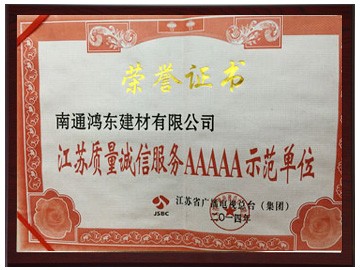 荣誉证书
南通鸿东建材有限公司
江苏质量诚信服务AAAAA示范单位
JSBC
江苏省广播电视总台（集团）
二〇一四年